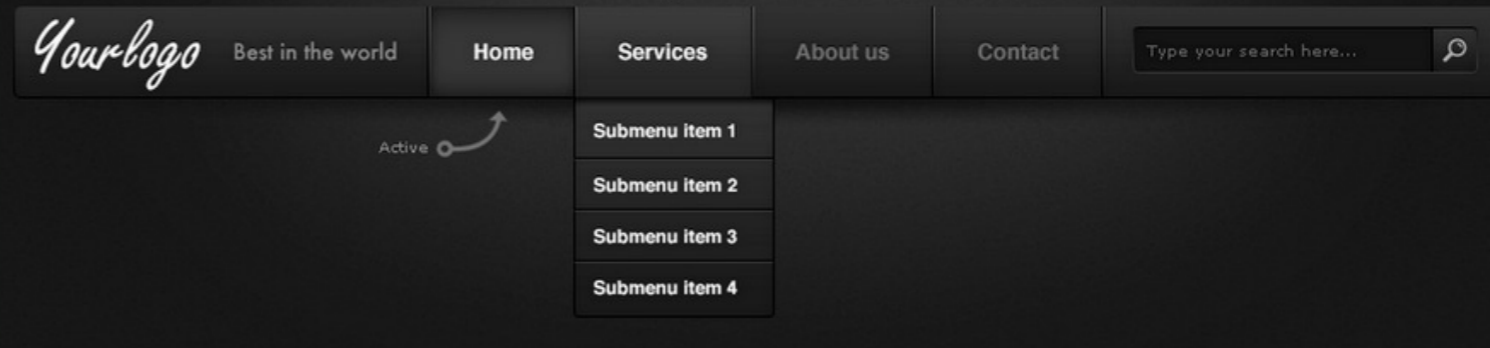 Yourlogo Best in the world Home Services About us Contact Type your search here...
Active
Submenu item 1
Submenu item 2
Submenu item 3
Submenu item 4